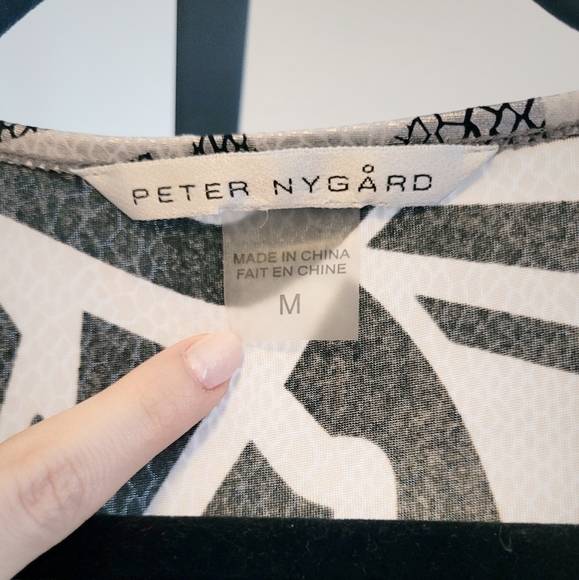 PETER NYGÅRD
MADE IN CHINA
FAIT EN CHINE
M